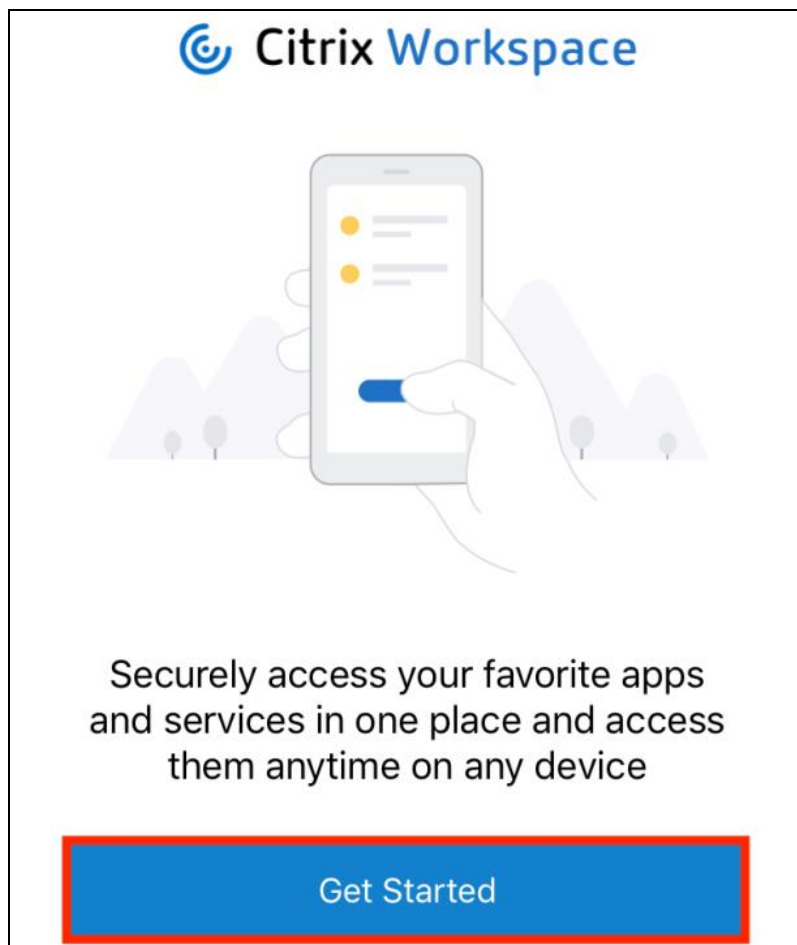 Citrix Workspace
Securely access your favorite apps
and services in one place and access
them anytime on any device
Get Started